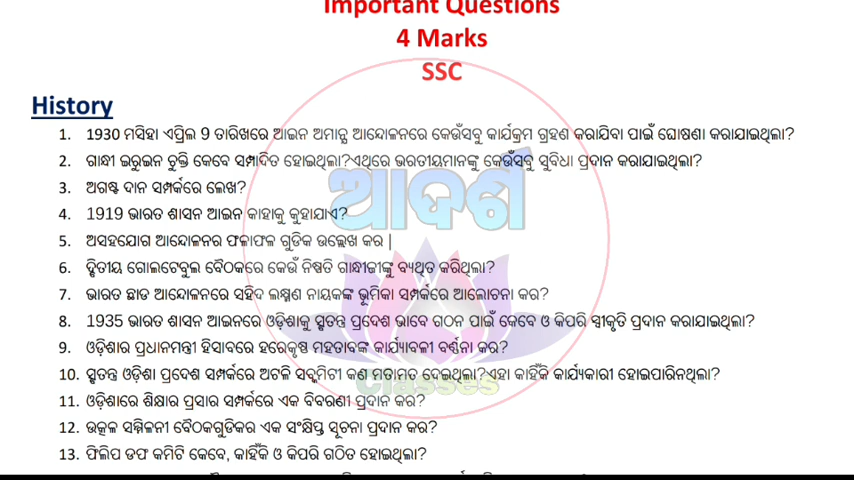 Important Questions
4 Marks
SSC
History
1. 1930 ମସିହା ଏପ୍ରିଲ 9 ତାରିଖରେ ଆଇନ ଅମାନ୍ଯ ଆନ୍ଦୋଳନରେ କେଉଁସବୁ କାର୍ଯ୍ୟକ୍ରମ ଗ୍ରହଣ କରାଯିବା ପାଇଁ ଘୋଷଣା କରାଯାଇଥିଲା?
2. ଗାନ୍ଧୀ ଇରୁଇନ ଚୁକ୍ତି କେବେ ସମ୍ପାଦିତ ହୋଇଥିଲା?ଏଥିରେ ଭରତୀୟମାନଙ୍କୁ କେଉଁସବୁ ସୁବିଧା ପ୍ରଦାନ କରାଯାଇଥିଲା?
3. ଅଗଷ୍ଟ ଦାନ ସମ୍ପର୍କରେ ଲେଖ?
4. 1919 ଭାରତ ଶାସନ ଆଇନ କାହାକୁ କୁହାଯାଏ?
5. ଅସହଯୋଗ ଆନ୍ଦୋଳନର ଫଳାଫଳ ଗୁଡିକ ଉଲ୍ଲେଖ କର |
6. ଦ୍ବିତୀୟ ଗୋଲଟେବୁଲ ବୈଠକରେ କେଉଁ ନିଷ୍ପତି ଗାନ୍ଧୀଜୀଙ୍କୁ ବ୍ୟଥିତ କରିଥିଲା?
7. ଭାରତ ଛାଡ ଆନ୍ଦୋଳନରେ ସହିଦ ଲକ୍ଷ୍ମଣ ନାୟକଙ୍କ ଭୂମିକା ସମ୍ପର୍କରେ ଆଲୋଚନା କର?
8. 1935 ଭାରତ ଶାସନ ଆଇନରେ ଓଡ଼ିଶାକୁ ସ୍ବତନ୍ତ୍ର ପ୍ରଦେଶ ଭାବେ ଗଠନ ପାଇଁ କେବେ ଓ କିପରି ସ୍ବୀକୃତି ପ୍ରଦାନ କରାଯାଇଥିଲା?
9. ଓଡ଼ିଶାର ପ୍ରଧାନମନ୍ତ୍ରୀ ହିସାବରେ ହରେକୃଷ୍ଣ ମହତାବଙ୍କ କାର୍ଯ୍ୟାବଳୀ ବର୍ଣ୍ଣନା କର?
10. ସ୍ବତନ୍ତ୍ର ଓଡ଼ିଶା ପ୍ରଦେଶ ସମ୍ପର୍କରେ ଅଟଲି ସବ୍କମିଟୀ କଣ ମତାମତ ଦେଇଥିଲା?ଏହା କାହିଁକି କାର୍ଯ୍ୟକାରୀ ହୋଇପାରିନଥିଲା?
11. ଓଡ଼ିଶାରେ ଶିକ୍ଷାର ପ୍ରସାର ସମ୍ପର୍କରେ ଏକ ବିବରଣୀ ପ୍ରଦାନ କର?
12. ଉତ୍କଳ ସମ୍ମିଳନୀ ବୈଠକଗୁଡିକର ଏକ ସଂକ୍ଷିପ୍ତ ସୂଚନା ପ୍ରଦାନ କର?
13. ଫିଲିପ ଡଫ କମିଟି କେବେ, କାହିଁକି ଓ କିପରି ଗଠିତ ହୋଇଥିଲା?
ଆଦର୍ଶ
Classes